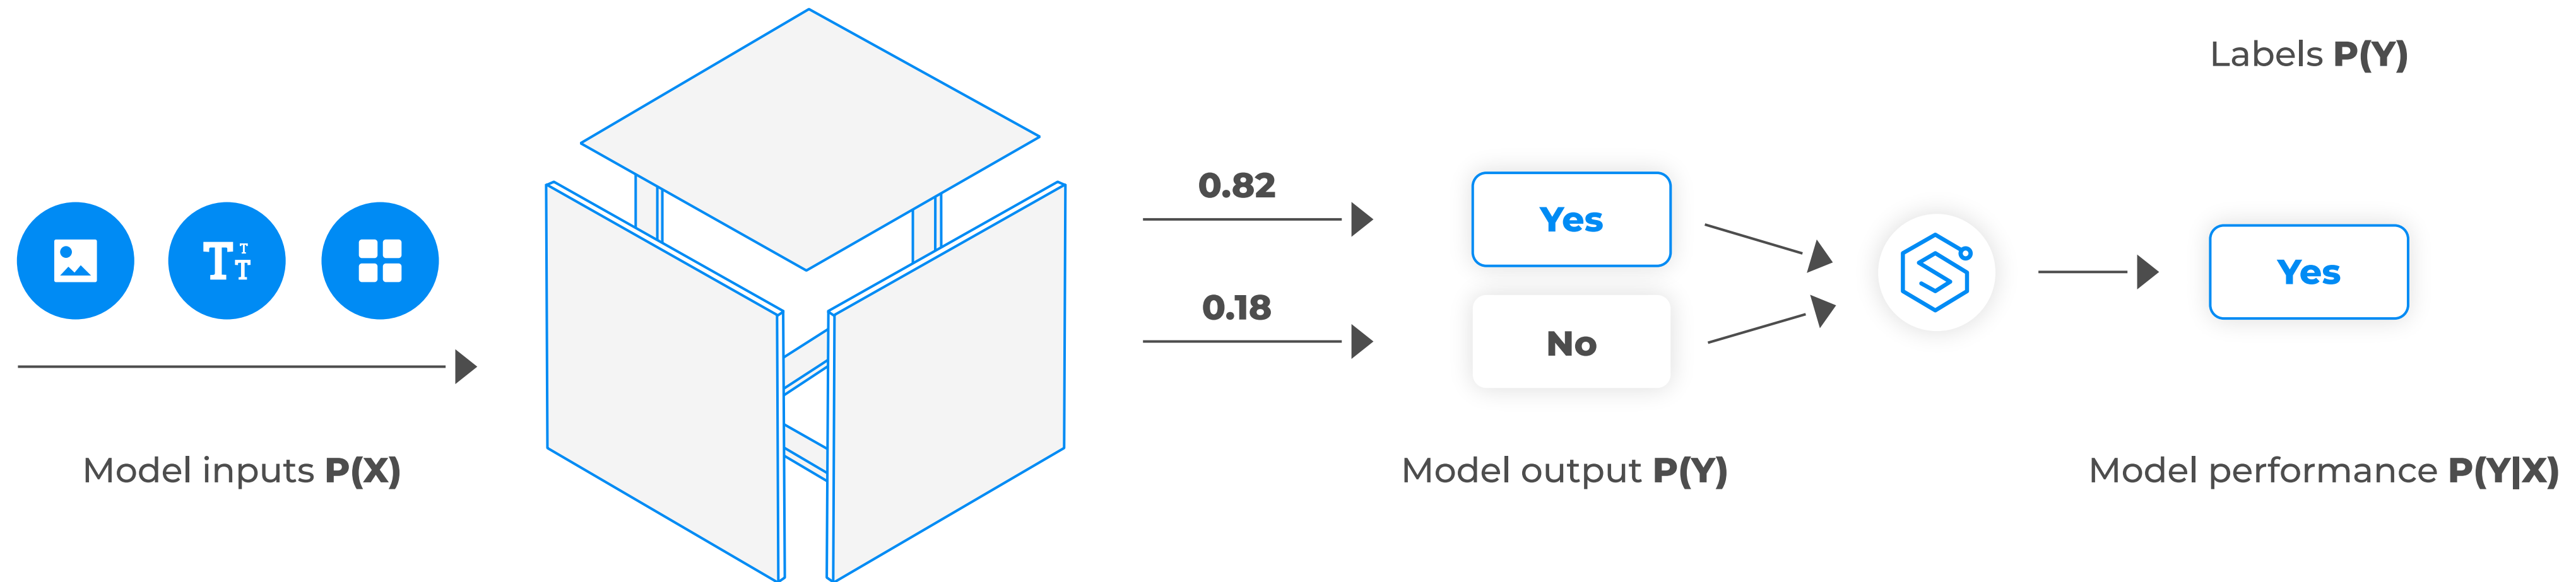 Labels P(Y)
0.82
Yes
Yes
0.18
No
Model inputs P(X)
Model output P(Y)
Model performance P(Y|X)